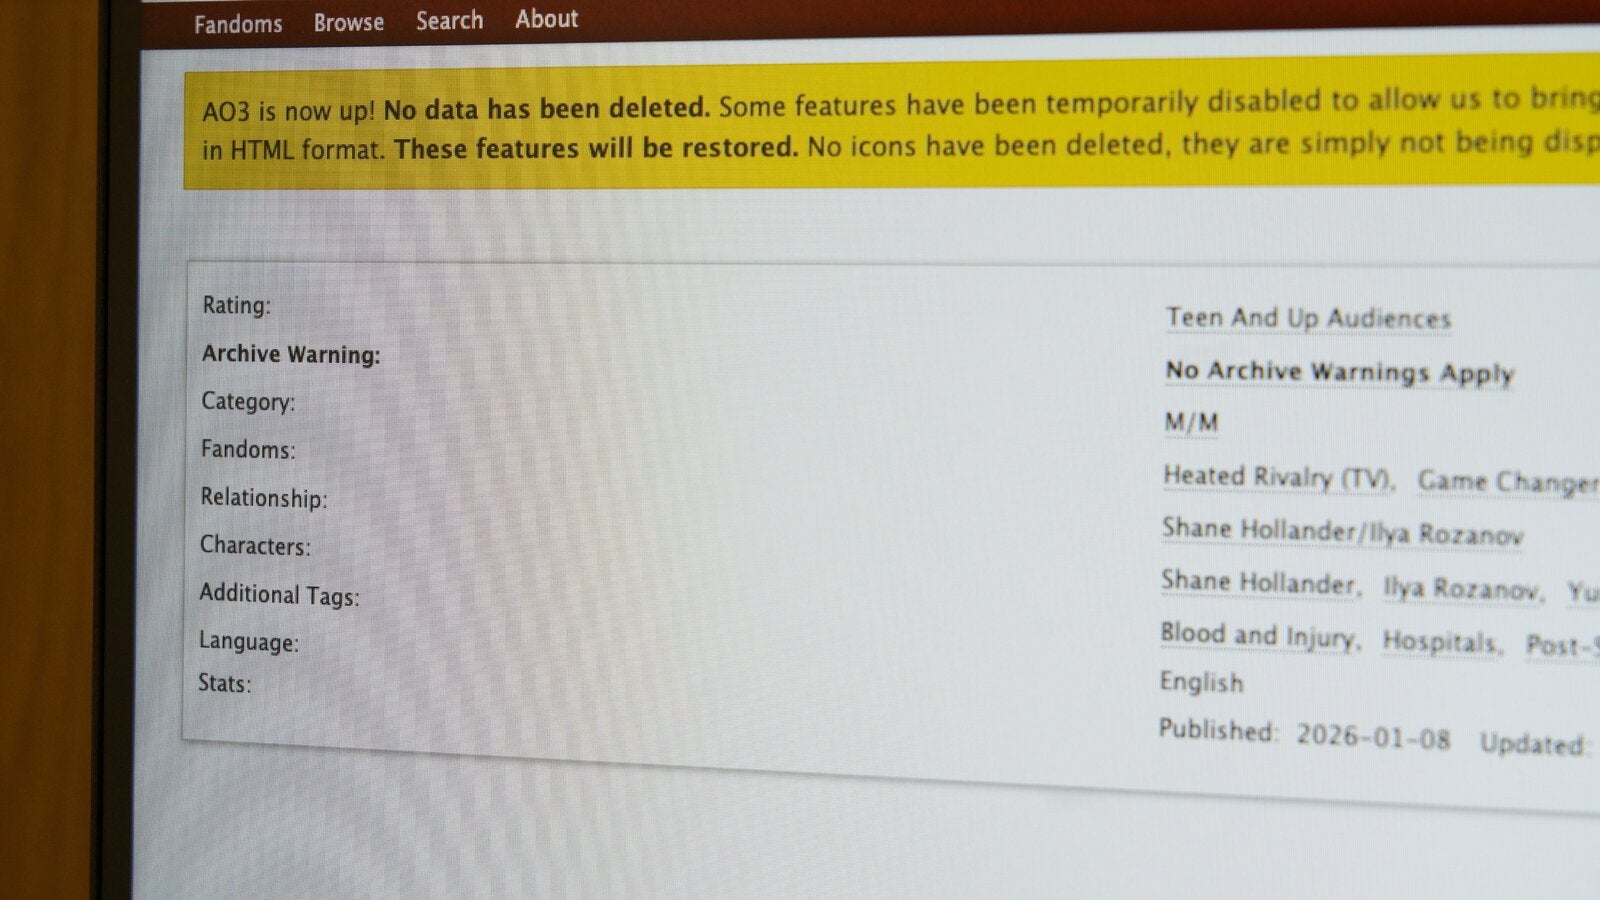 Fandoms Browse Search About
AO3 is now up! No data has been deleted. Some features have been temporarily disabled to allow us to bring
in HTML format. These features will be restored. No icons have been deleted, they are simply not being disp
Rating: Teen And Up Audiences
Archive Warning: No Archive Warnings Apply
Category: M/M
Fandoms: Heated Rivalry (TV), Game Changer
Relationship: Shane Hollander/Ilya Rozanov
Characters: Shane Hollander, Ilya Rozanov, Yu
Additional Tags: Blood and Injury, Hospitals, Post-S
Language: English
Stats: Published: 2026-01-08 Updated: